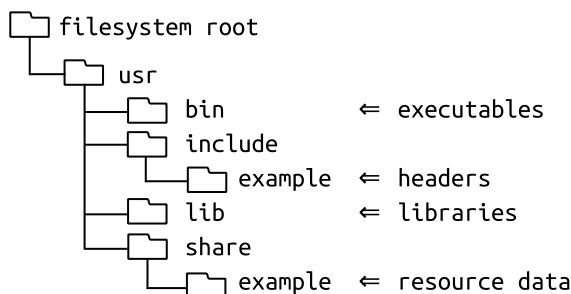 filesystem root
usr
bin ⇐ executables
include
example ⇐ headers
lib ⇐ libraries
share
example ⇐ resource data